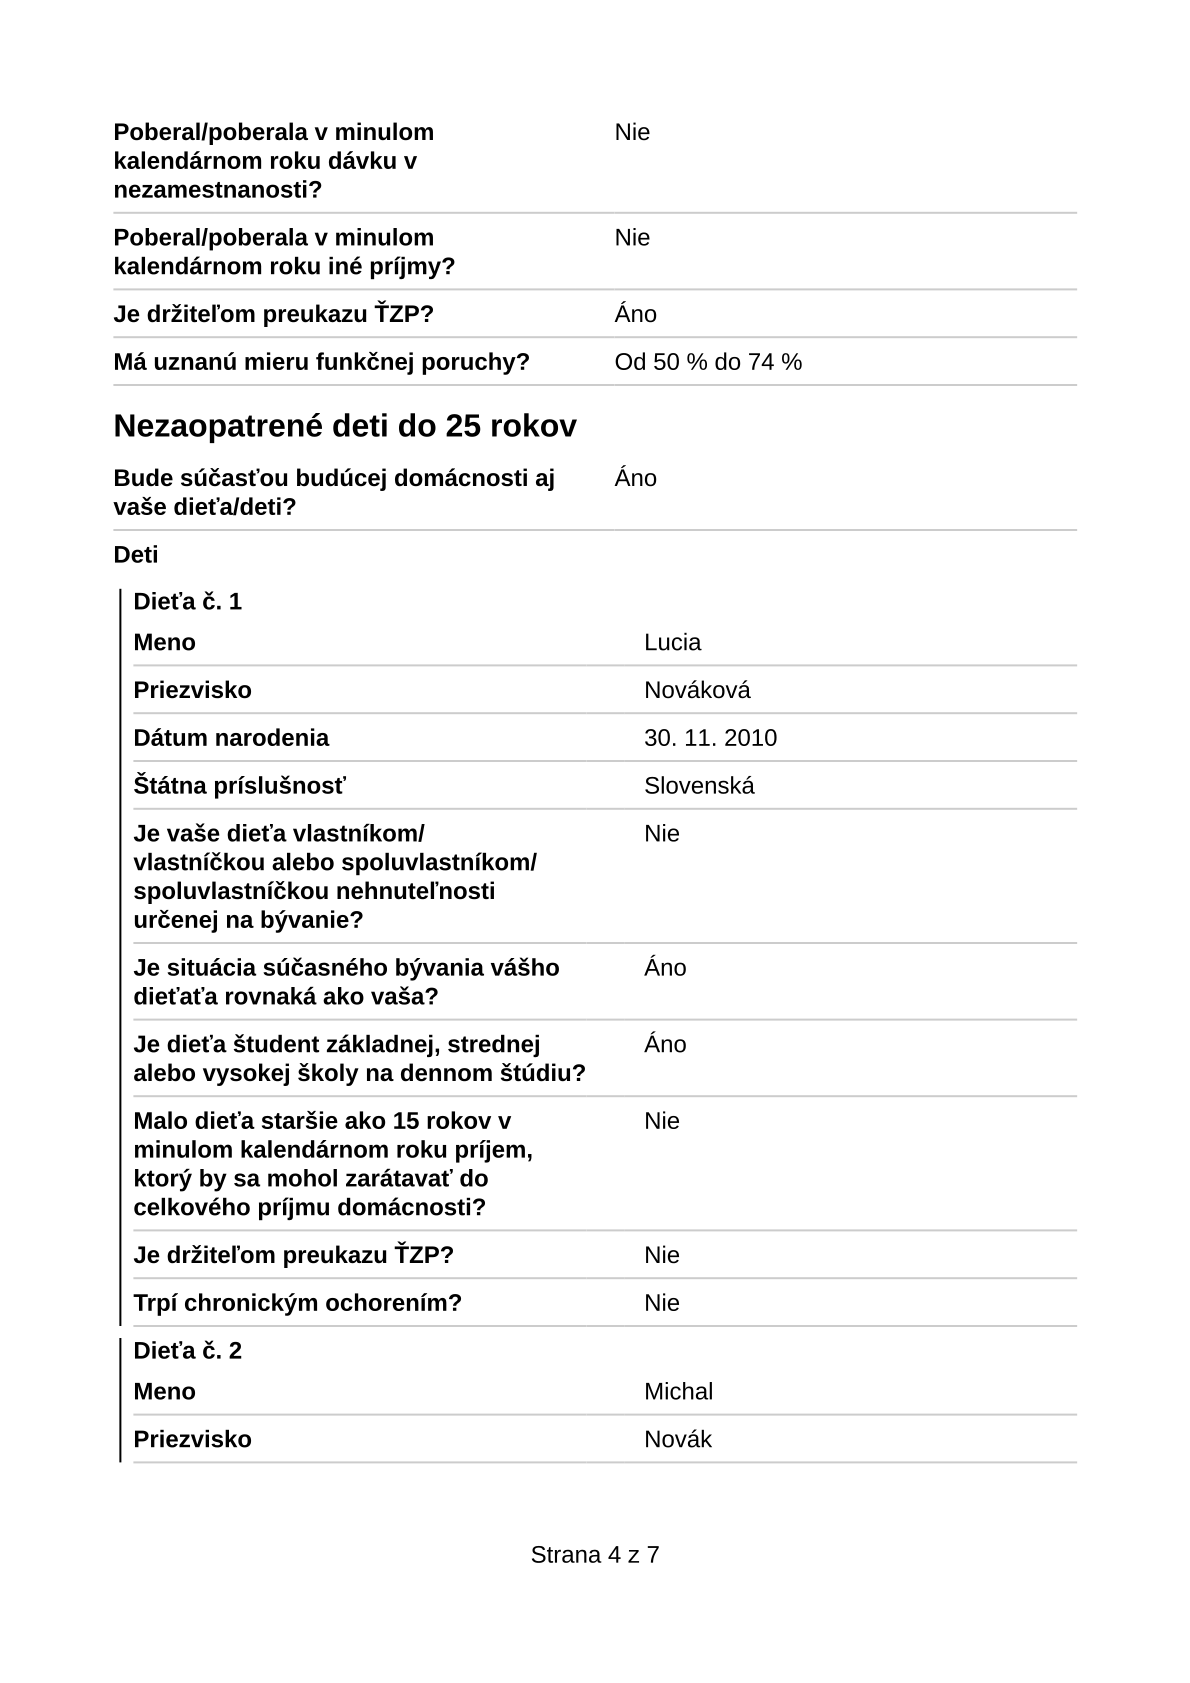 Poberal/poberala v minulom Nie
kalendárnom roku dávku v
nezamestnanosti?
Poberal/poberala v minulom Nie
kalendárnom roku iné príjmy?
Je držiteľom preukazu ŤZP? Áno
Má uznanú mieru funkčnej poruchy? Od 50 % do 74 %
Nezaopatrené deti do 25 rokov
Bude súčasťou budúcej domácnosti aj Áno
vaše dieťa/deti?
Deti
Dieťa č. 1
Meno Lucia
Priezvisko Nováková
Dátum narodenia 30. 11. 2010
Štátna príslušnosť Slovenská
Je vaše dieťa vlastníkom/ Nie
vlastníčkou alebo spoluvlastníkom/
spoluvlastníčkou nehnuteľnosti
určenej na bývanie?
Je situácia súčasného bývania vášho Áno
dieťaťa rovnaká ako vaša?
Je dieťa študent základnej, strednej Áno
alebo vysokej školy na dennom štúdiu?
Malo dieťa staršie ako 15 rokov v Nie
minulom kalendárnom roku príjem,
ktorý by sa mohol zarátavať do
celkového príjmu domácnosti?
Je držiteľom preukazu ŤZP? Nie
Trpí chronickým ochorením? Nie
Dieťa č. 2
Meno Michal
Priezvisko Novák
Strana 4 z 7